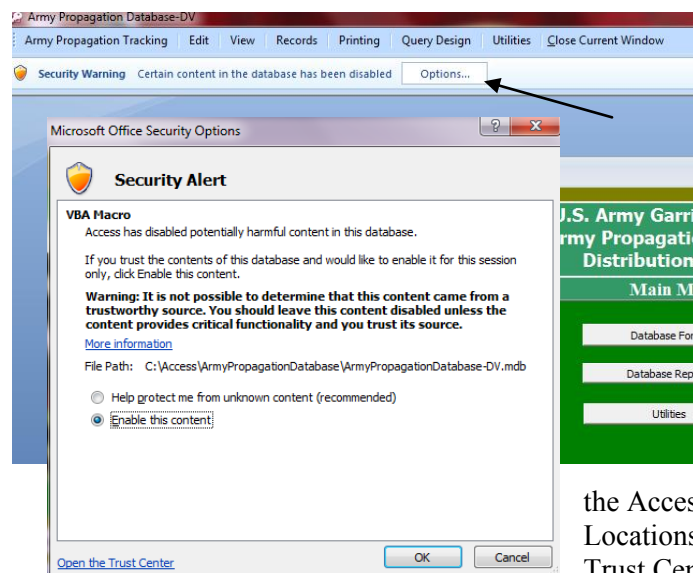 Army Propagation Database-DV
Army Propagation Tracking Edit View Records Printing Query Design Utilities Close Current Window
Security Warning Certain content in the database has been disabled Options...
Microsoft Office Security Options
Security Alert
VBA Macro
Access has disabled potentially harmful content in this database.
If you trust the contents of this database and would like to enable it for this session
only, click Enable this content.
Warning: It is not possible to determine that this content came from a
trustworthy source. You should leave this content disabled unless the
content provides critical functionality and you trust its source.
More information
File Path: C:\Access\ArmyPropagationDatabase\ArmyPropagationDatabase-DV.mdb
Help protect me from unknown content (recommended)
Enable this content
Open the Trust Center OK Cancel
U.S. Army
Propagati
Distribution
Main M
Database For
Database Rep
Utilities
the Acces
Locations
Trust Cen